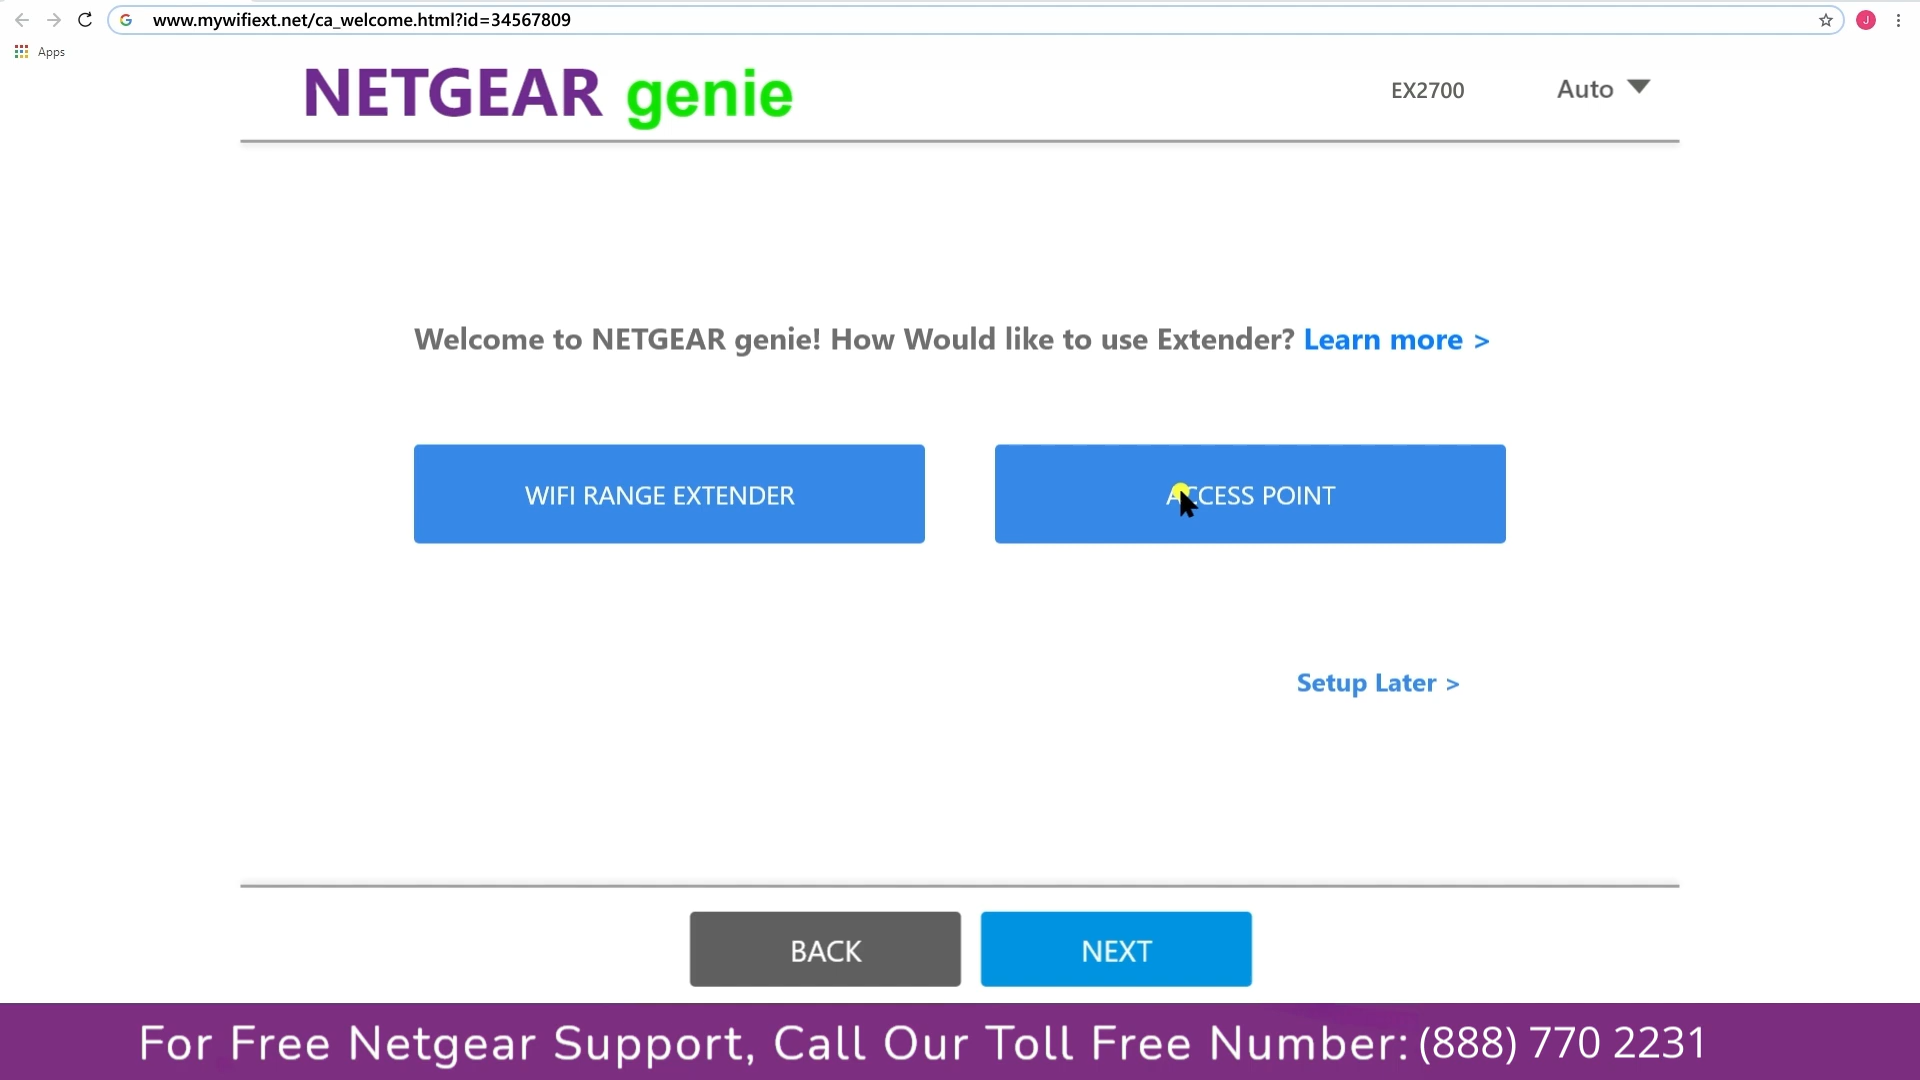 www.mywifiext.net/ca_welcome.html?id=34567809
J
Apps
NETGEAR genie
EX2700
Auto
Welcome to NETGEAR genie! How Would like to use Extender? Learn more >
WIFI RANGE EXTENDER
ACCESS POINT
Setup Later >
BACK
NEXT
For Free Netgear Support, Call Our Toll Free Number: (888) 770 2231